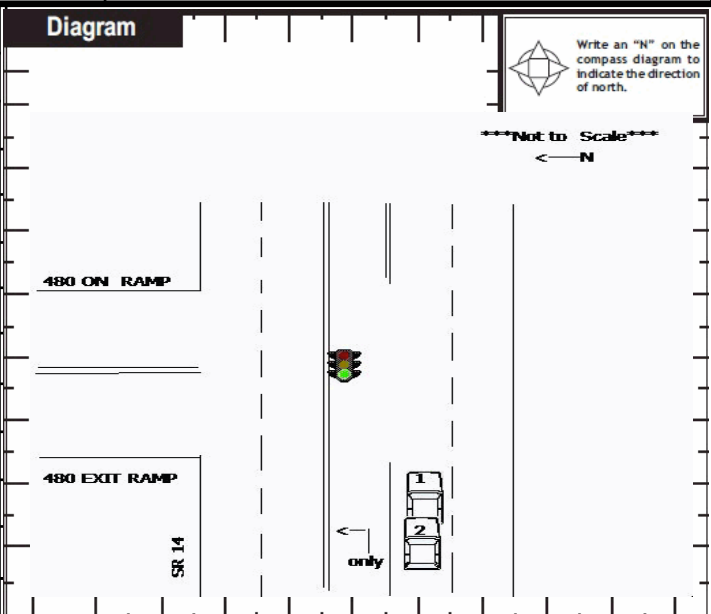 Diagram
Write an “N” on the
compass diagram to
indicate the direction
of north.
***Not to Scale***
<—N
480 ON RAMP
480 EXIT RAMP
1
2
SR 14
only